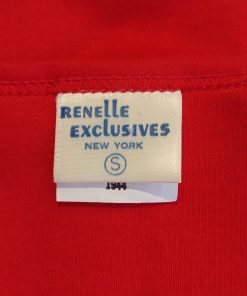 RENElle
EXCluSIVES
NEW YORK
S
1944